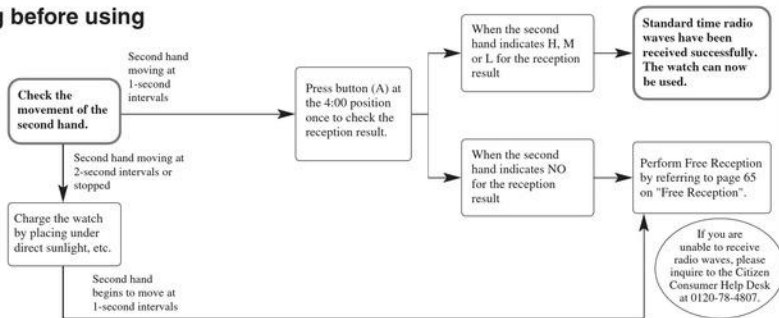 g before using
Check the
movement of the
second hand.
Second hand
moving at
1-second
intervals
Press button (A) at
the 4:00 position
once to check the
reception result.
When the second
hand indicates H, M
or L for the reception
result
Standard time radio
waves have been
received successfully.
The watch can now
be used.
Second hand moving at
2-second intervals or
stopped
When the second
hand indicates NO
for the reception
result
Perform Free Reception
by referring to page 65
on "Free Reception".
Charge the watch
by placing under
direct sunlight, etc.
Second hand
begins to move at
1-second intervals
If you are
unable to receive
radio waves, please
inquire to the Citizen
Consumer Help Desk
at 0120-78-4807.